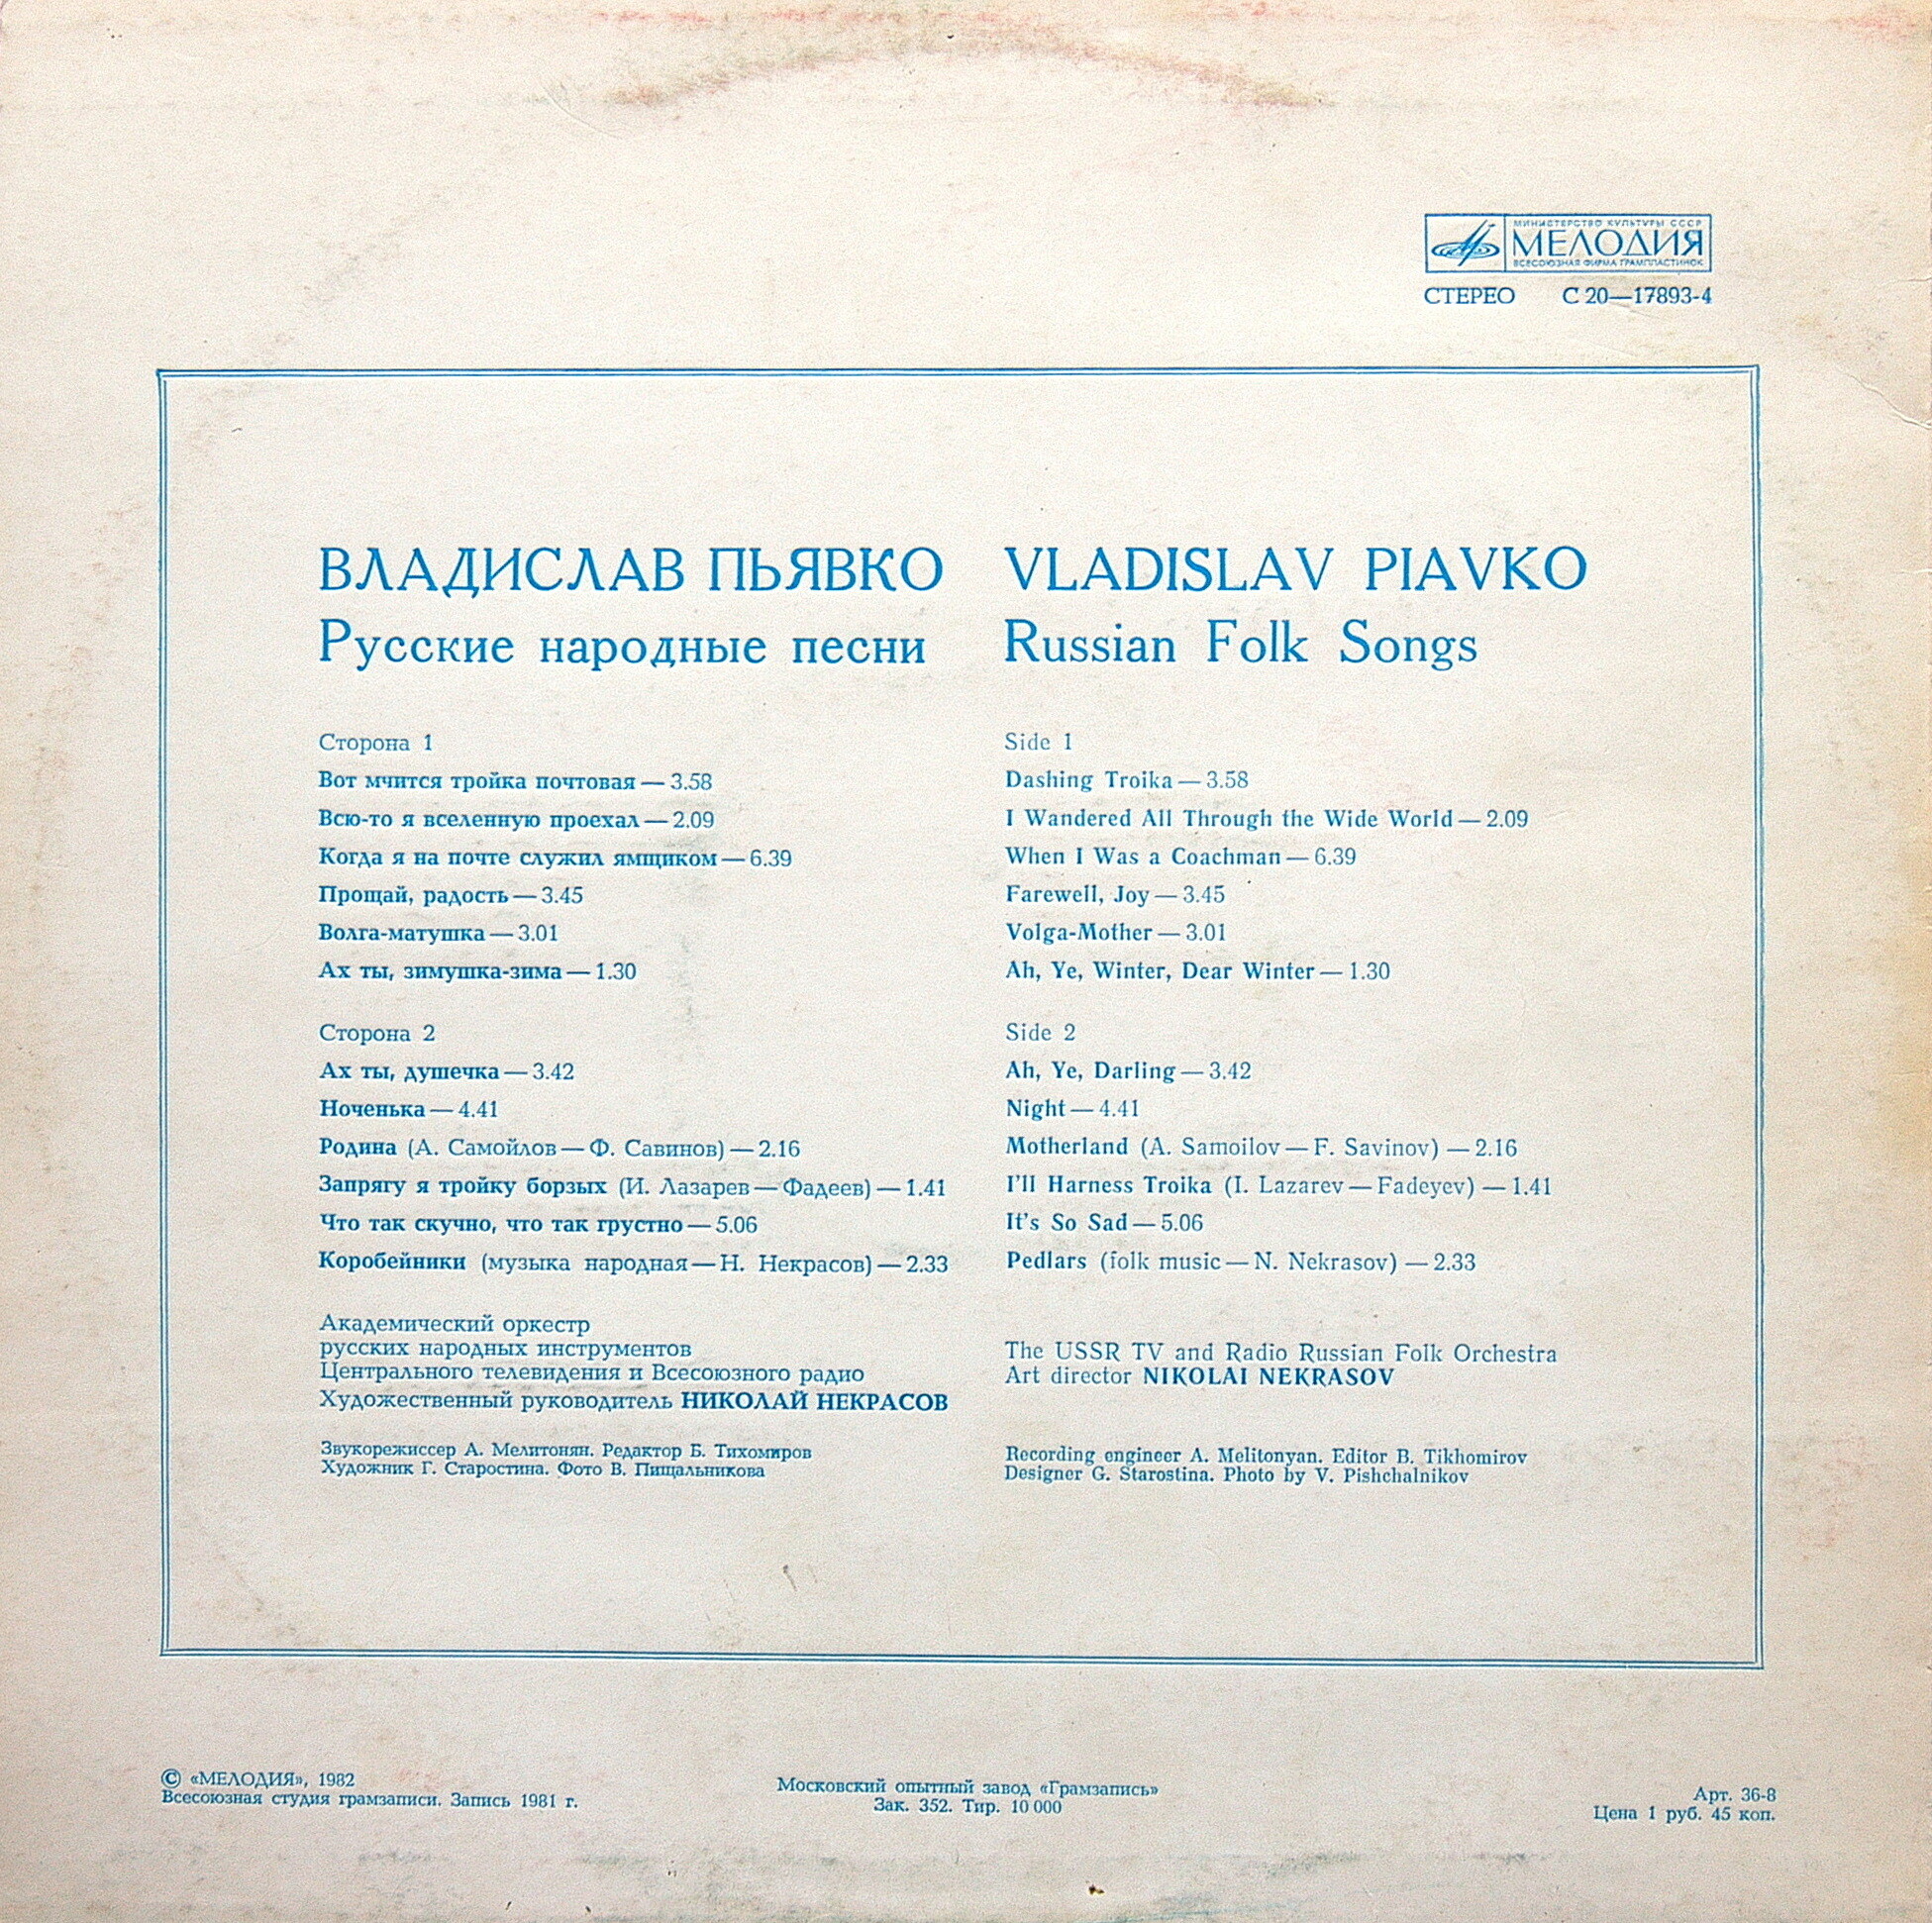 МИНИСТЕРСТВО КУЛЬТУРЫ СССР
МЕЛОДИЯ
ВСЕСОЮЗНАЯ ФИРМА ГРАМПЛАСТИНОК
СТЕРЕО С 20—17893-4
ВЛАДИСЛАВ ПЬЯВКО
Русские народные песни
Сторона 1
Вот мчится тройка почтовая — 3.58
Всю-то я вселенную проехал — 2.09
Когда я на почте служил ямщиком — 6.39
Прощай, радость — 3.45
Волга-матушка — 3.01
Ах ты, зимушка-зима — 1.30
Сторона 2
Ах ты, душечка — 3.42
Ноченька — 4.41
Родина (А. Самойлов — Ф. Савинов) — 2.16
Запрягу я тройку борзых (И. Лазарев — Фадеев) — 1.41
Что так скучно, что так грустно — 5.06
Коробейники (музыка народная — Н. Некрасов) — 2.33
Академический оркестр
русских народных инструментов
Центрального телевидения и Всесоюзного радио
Художественный руководитель НИКОЛАЙ НЕКРАСОВ
Звукорежиссер А. Мелитонян. Редактор Б. Тихомиров
Художник Г. Старостина. Фото В. Пищальникова
VLADISLAV PIAVKO
Russian Folk Songs
Side 1
Dashing Troika — 3.58
I Wandered All Through the Wide World — 2.09
When I Was a Coachman — 6.39
Farewell, Joy — 3.45
Volga-Mother — 3.01
Ah, Ye, Winter, Dear Winter — 1.30
Side 2
Ah, Ye, Darling — 3.42
Night — 4.41
Motherland (A. Samoilov — F. Savinov) — 2.16
I'll Harness Troika (I. Lazarev — Fadeyev) — 1.41
It's So Sad — 5.06
Pedlars (folk music — N. Nekrasov) — 2.33
The USSR TV and Radio Russian Folk Orchestra
Art director NIKOLAI NEKRASOV
Recording engineer A. Melitonyan. Editor B. Tikhomirov
Designer G. Starostina. Photo by V. Pishchalnikov
© «МЕЛОДИЯ», 1982
Всесоюзная студия грамзаписи. Запись 1981 г.
Московский опытный завод «Грамзапись»
Зак. 352. Тир. 10 000
Арт. 36-8
Цена 1 руб. 45 коп.